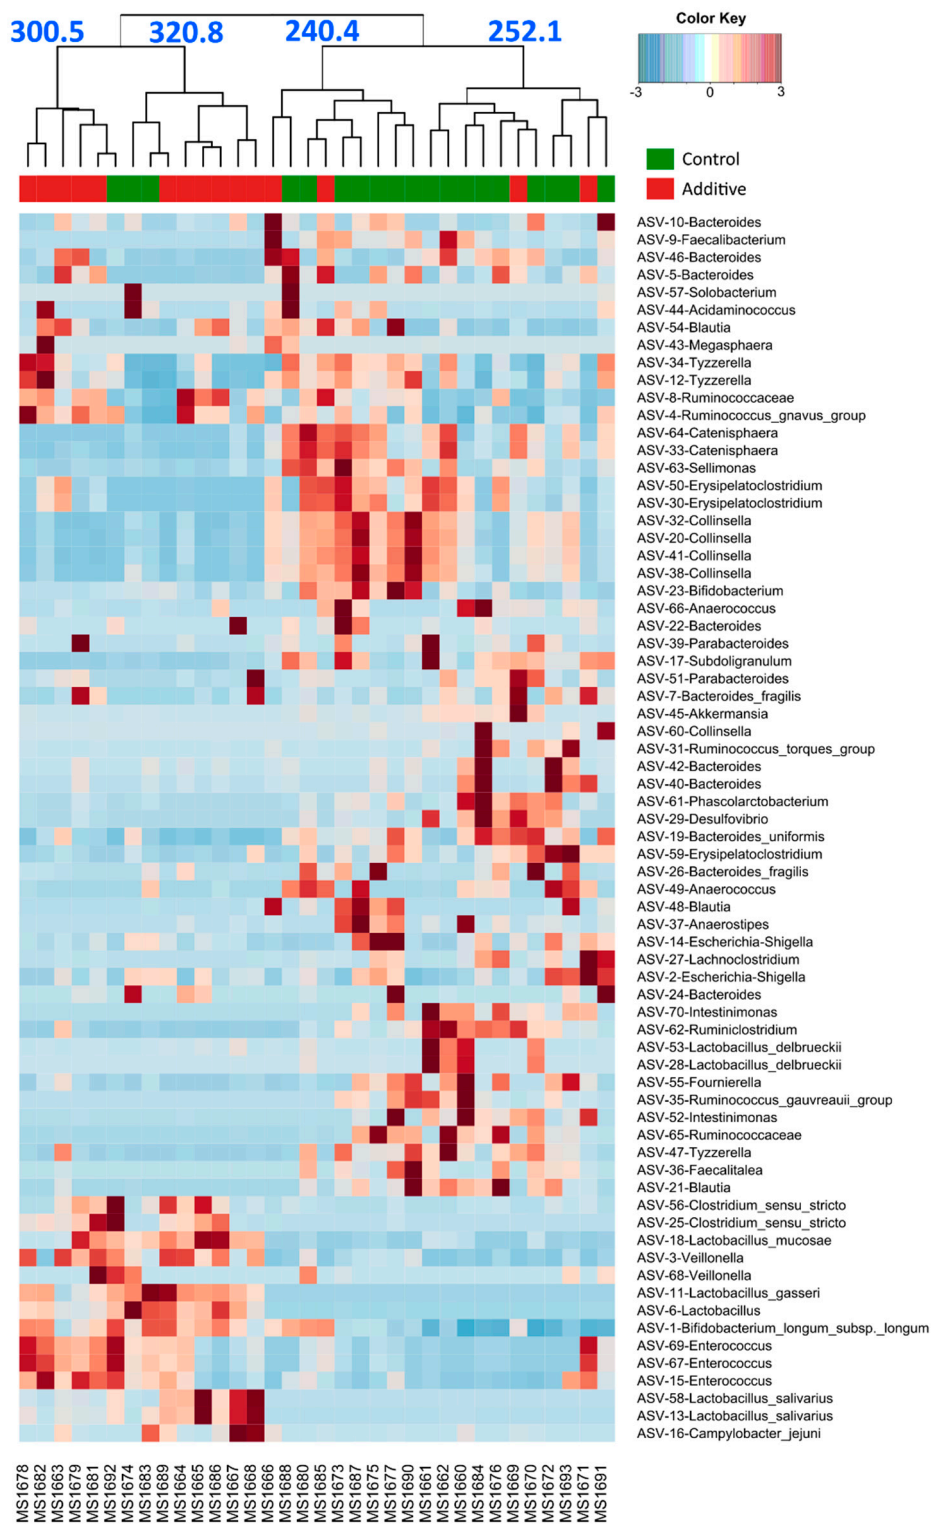 300.5 320.8 240.4 252.1
Color Key
-3 0 3
Control
Additive
ASV-10-Bacteroides
ASV-9-Faecalibacterium
ASV-46-Bacteroides
ASV-5-Bacteroides
ASV-57-Solobacterium
ASV-44-Acidaminococcus
ASV-54-Blautia
ASV-43-Megasphaera
ASV-34-Tyzzerella
ASV-12-Tyzzerella
ASV-8-Ruminococcaceae
ASV-4-Ruminococcus_gnavus_group
ASV-64-Catenisphaera
ASV-33-Catenisphaera
ASV-63-Sellimonas
ASV-50-Erysipelatoclostridium
ASV-30-Erysipelatoclostridium
ASV-32-Collinsella
ASV-20-Collinsella
ASV-41-Collinsella
ASV-38-Collinsella
ASV-23-Bifidobacterium
ASV-66-Anaerococcus
ASV-22-Bacteroides
ASV-39-Parabacteroides
ASV-17-Subdoligranulum
ASV-51-Parabacteroides
ASV-7-Bacteroides_fragilis
ASV-45-Akkermansia
ASV-60-Collinsella
ASV-31-Ruminococcus_torques_group
ASV-42-Bacteroides
ASV-40-Bacteroides
ASV-61-Phascolarctobacterium
ASV-29-Desulfovibrio
ASV-19-Bacteroides_uniformis
ASV-59-Erysipelatoclostridium
ASV-26-Bacteroides_fragilis
ASV-49-Anaerococcus
ASV-48-Blautia
ASV-37-Anaerostipes
ASV-14-Escherichia-Shigella
ASV-27-Lachnoclostridium
ASV-2-Escherichia-Shigella
ASV-24-Bacteroides
ASV-70-Intestinimonas
ASV-62-Ruminiclostridium
ASV-53-Lactobacillus_delbrueckii
ASV-28-Lactobacillus_delbrueckii
ASV-55-Fournierella
ASV-35-Ruminococcus_gauvreauii_group
ASV-52-Intestinimonas
ASV-65-Ruminococcaceae
ASV-47-Tyzzerella
ASV-36-Faecalitalea
ASV-21-Blautia
ASV-56-Clostridium_sensu_stricto
ASV-25-Clostridium_sensu_stricto
ASV-18-Lactobacillus_mucosae
ASV-3-Veillonella
ASV-68-Veillonella
ASV-11-Lactobacillus_gasseri
ASV-6-Lactobacillus
ASV-1-Bifidobacterium_longum_subsp._longum
ASV-69-Enterococcus
ASV-67-Enterococcus
ASV-15-Enterococcus
ASV-58-Lactobacillus_salivarius
ASV-13-Lactobacillus_salivarius
ASV-16-Campylobacter_jejuni
MS1678
MS1682
MS1663
MS1679
MS1681
MS1692
MS1674
MS1683
MS1689
MS1664
MS1665
MS1686
MS1667
MS1668
MS1666
MS1688
MS1680
MS1685
MS1673
MS1687
MS1675
MS1677
MS1690
MS1661
MS1662
MS1660
MS1684
MS1676
MS1669
MS1670
MS1672
MS1693
MS1671
MS1691